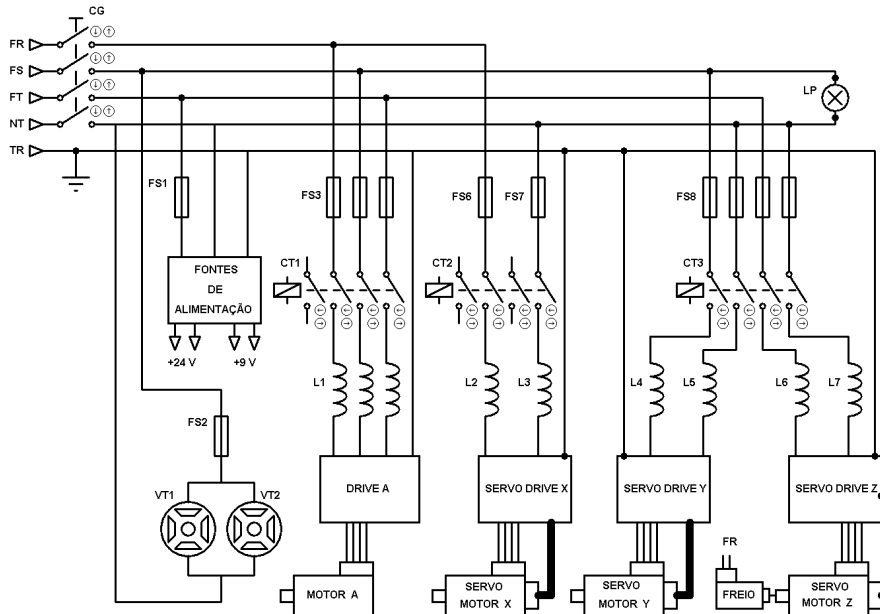 CG
FR
FS
FT
NT
TR
LP
FS1
FS3
FS6
FS7
FS8
CT1
CT2
CT3
FONTES
DE
ALIMENTAÇÃO
+24 V
+9 V
L1
L2
L3
L4
L5
L6
L7
FS2
VT1
VT2
DRIVE A
SERVO DRIVE X
SERVO DRIVE Y
SERVO DRIVE Z
FR
MOTOR A
SERVO
MOTOR X
SERVO
MOTOR Y
FREIO
SERVO
MOTOR Z